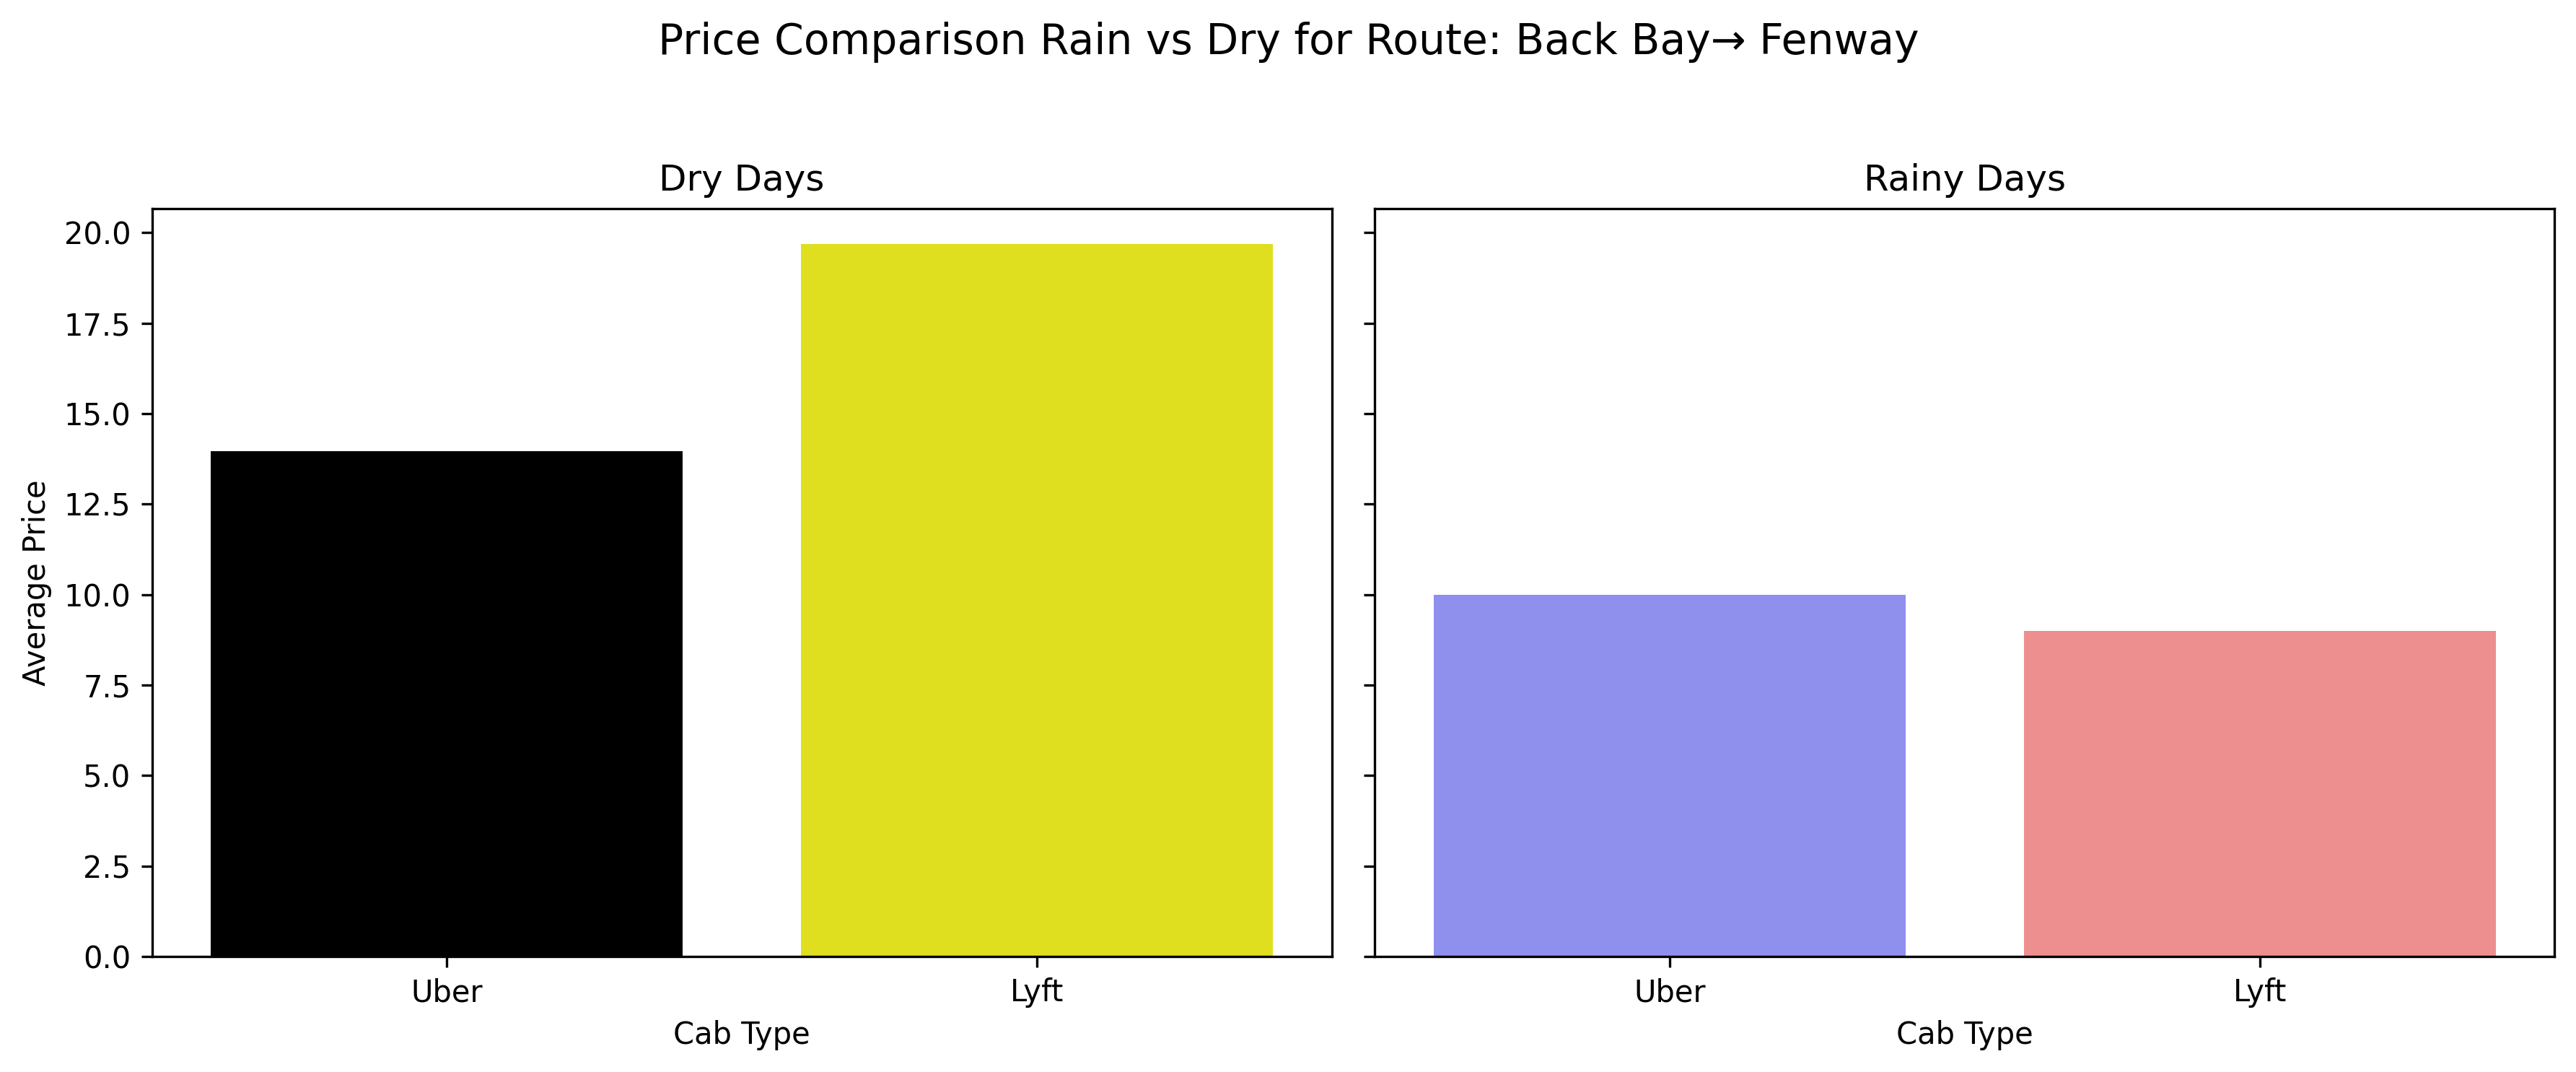 Price Comparison Rain vs Dry for Route: Back Bay→ Fenway
Dry Days
Average Price
20.0
17.5
15.0
12.5
10.0
7.5
5.0
2.5
0.0
Uber
Lyft
Cab Type
Rainy Days
Uber
Lyft
Cab Type